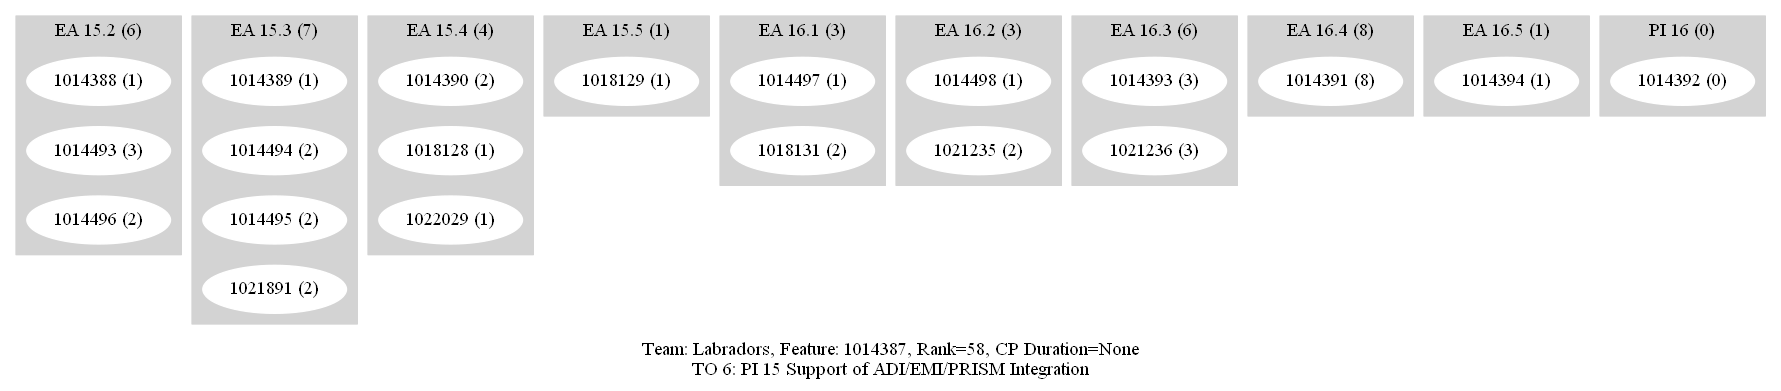 EA 15.2 (6)
1014388 (1)
1014493 (3)
1014496 (2)
EA 15.3 (7)
1014389 (1)
1014494 (2)
1014495 (2)
1021891 (2)
EA 15.4 (4)
1014390 (2)
1018128 (1)
1022029 (1)
EA 15.5 (1)
1018129 (1)
EA 16.1 (3)
1014497 (1)
1018131 (2)
EA 16.2 (3)
1014498 (1)
1021235 (2)
EA 16.3 (6)
1014393 (3)
1021236 (3)
EA 16.4 (8)
1014391 (8)
EA 16.5 (1)
1014394 (1)
PI 16 (0)
1014392 (0)
Team: Labradors, Feature: 1014387, Rank=58, CP Duration=None
TO 6: PI 15 Support of ADI/EMI/PRISM Integration